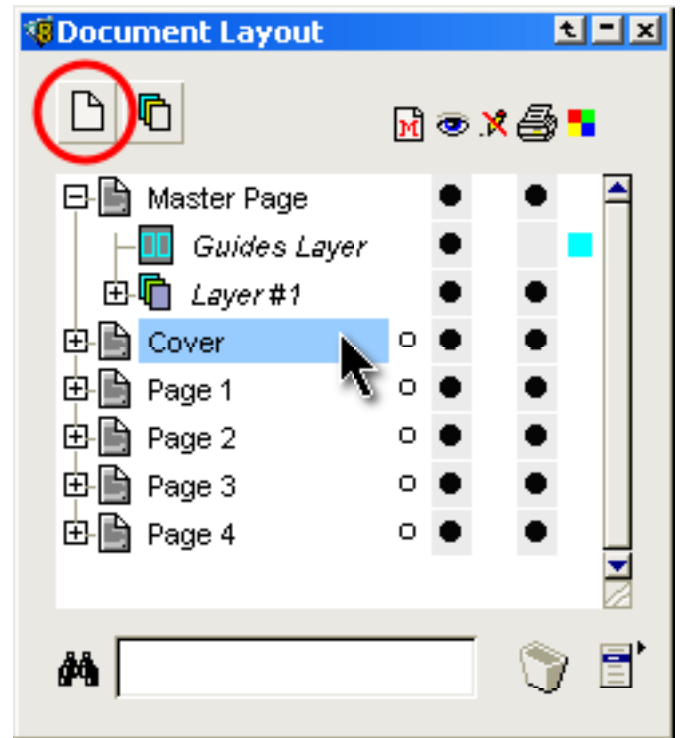 Document Layout
M
Master Page
Guides Layer
Layer #1
Cover
Page 1
Page 2
Page 3
Page 4